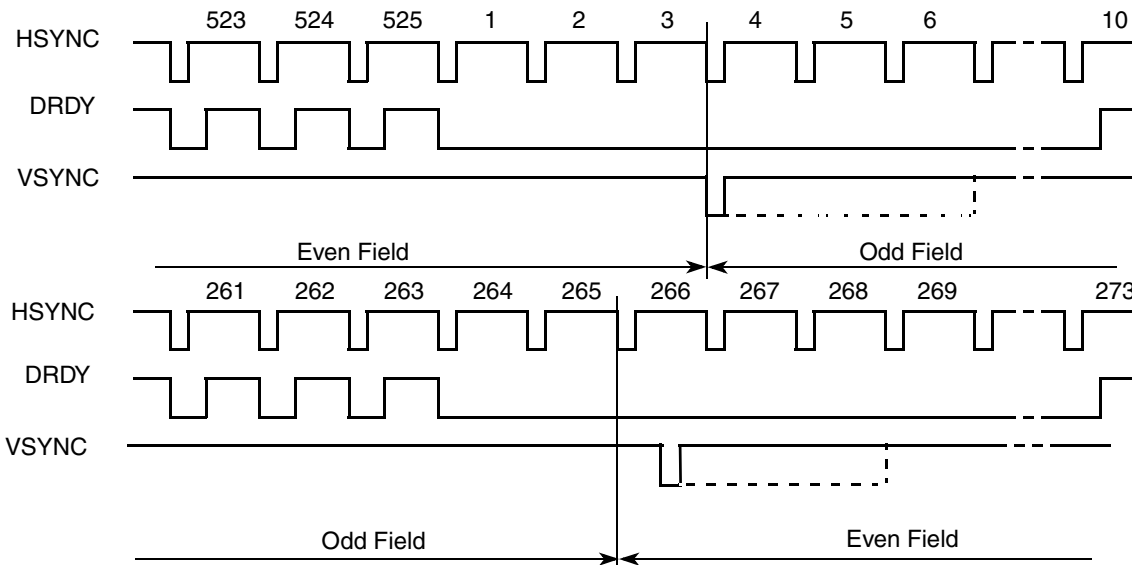 523 524 525 1 2 3 4 5 6 10
HSYNC
DRDY
VSYNC
Even Field Odd Field
261 262 263 264 265 266 267 268 269 273
HSYNC
DRDY
VSYNC
Odd Field Even Field